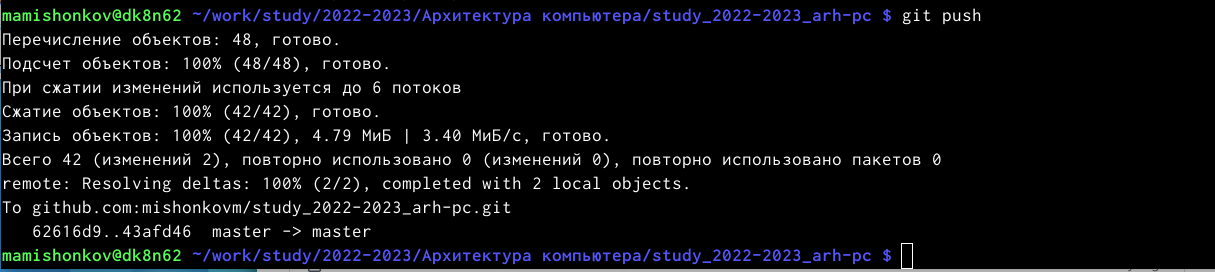 mamishonkov@dk8n62 ~/work/study/2022-2023/Архитектура компьютера/study_2022-2023_arh-pc $ git push
Перечисление объектов: 48, готово.
Подсчет объектов: 100% (48/48), готово.
При сжатии изменений используется до 6 потоков
Сжатие объектов: 100% (42/42), готово.
Запись объектов: 100% (42/42), 4.79 МиБ | 3.40 МиБ/с, готово.
Всего 42 (изменений 2), повторно использовано 0 (изменений 0), повторно использовано пакетов 0
remote: Resolving deltas: 100% (2/2), completed with 2 local objects.
To github.com:mishonkovm/study_2022-2023_arh-pc.git
   62616d9..43afd46  master -> master
mamishonkov@dk8n62 ~/work/study/2022-2023/Архитектура компьютера/study_2022-2023_arh-pc $